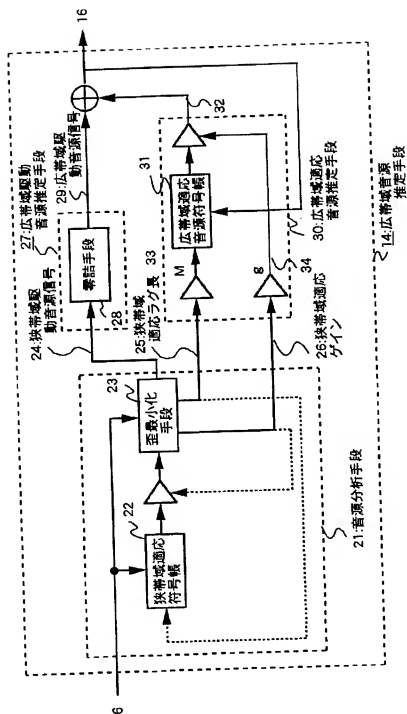 6
21:音源分析手段
22
狭帯域適応
符号帳
23
歪最小化
手段
24:狭帯域駆
動音源信号
25:狭帯域
適応ラグ長
26:狭帯域適応
ゲイン
27:広帯域駆動
音源推定手段
零詰手段
28
29:広帯域駆
動音源信号
M
33
g
34
広帯域適応
音源符号帳
31
32
30:広帯域適応
音源推定手段
16
14:広帯域音源
推定手段